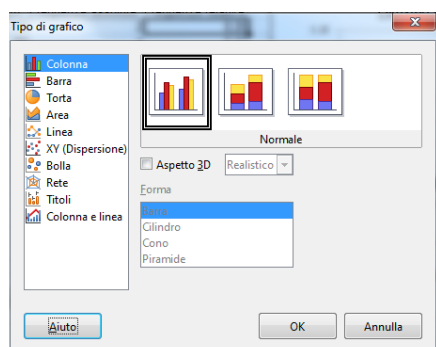 Tipo di grafico
Colonna
Barra
Torta
Area
Linea
XY (Dispersione)
Bolla
Rete
Titoli
Colonna e linea
Normale
Aspetto 3D
Realistico
Forma
Barra
Cilindro
Cono
Piramide
Aiuto
OK
Annulla